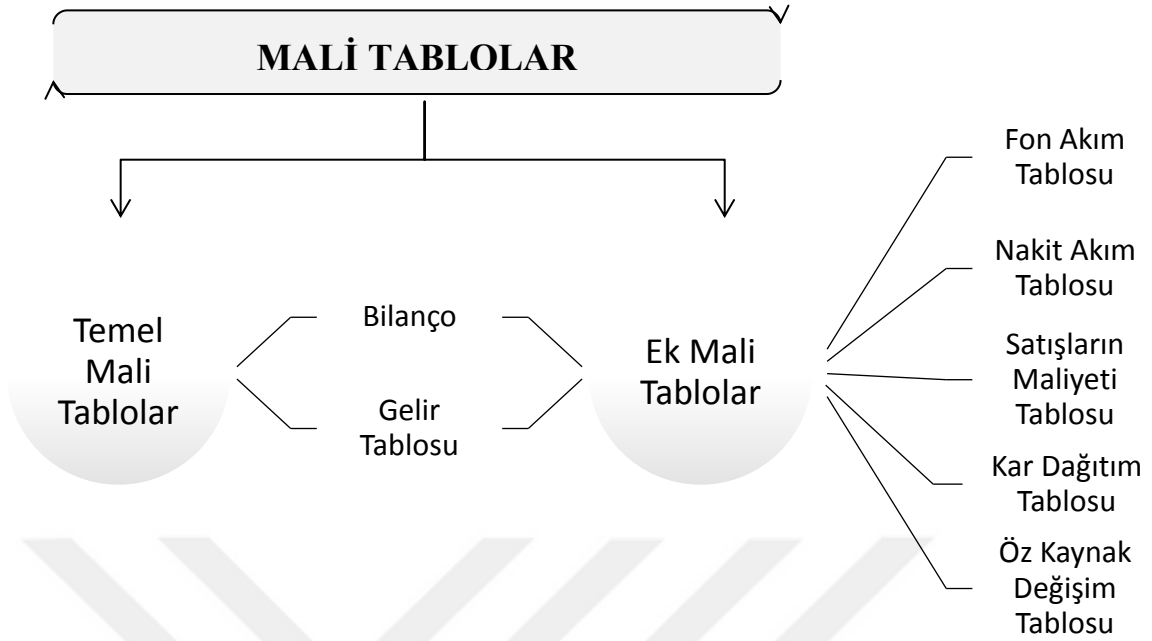 MALİ TABLOLAR
Temel
Mali
Tablolar
Bilanço
Gelir
Tablosu
Ek Mali
Tablolar
Fon Akım
Tablosu
Nakit Akım
Tablosu
Satışların
Maliyeti
Tablosu
Kar Dağıtım
Tablosu
Öz Kaynak
Değişim
Tablosu